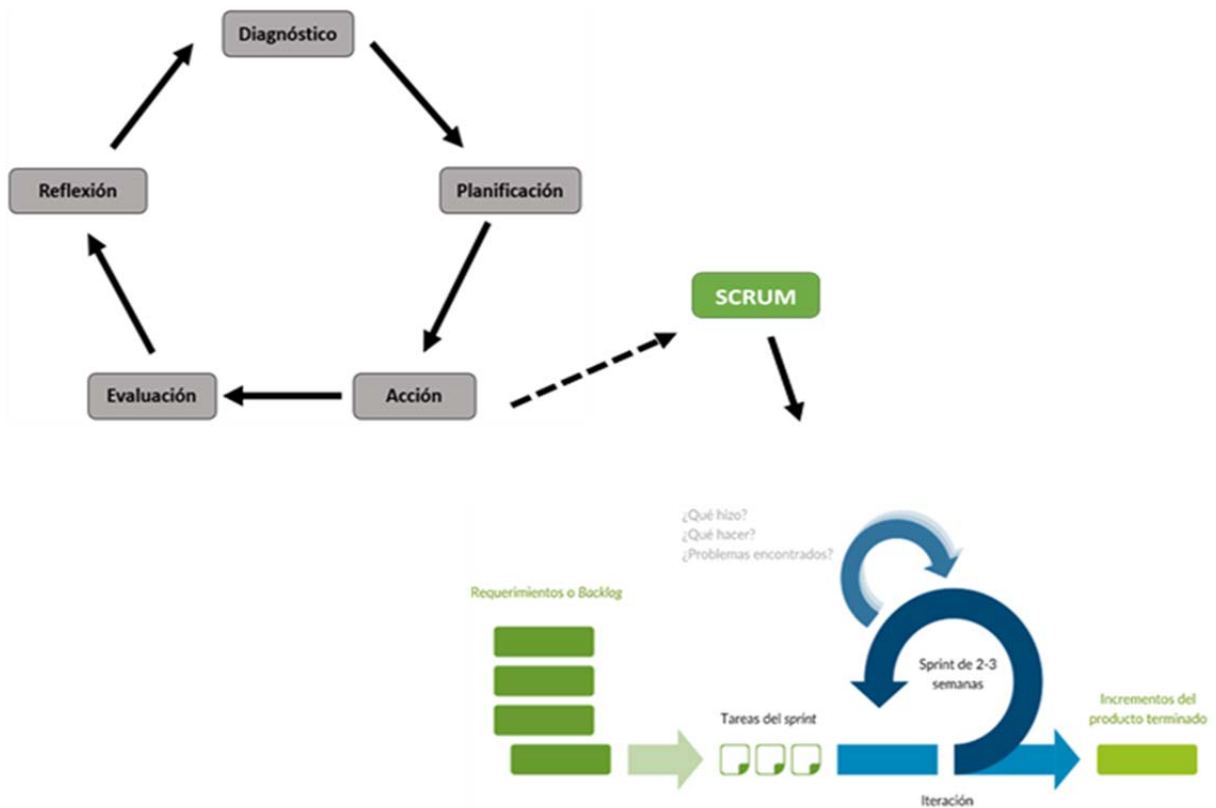 Diagnóstico
Reflexión
Planificación
SCRUM
Evaluación
Acción
¿Qué hizo?
¿Qué hacer?
¿Problemas encontrados?
Requerimientos o Backlog
Sprint de 2-3
semanas
Tareas del sprint
Incrementos del
producto terminado
Iteración